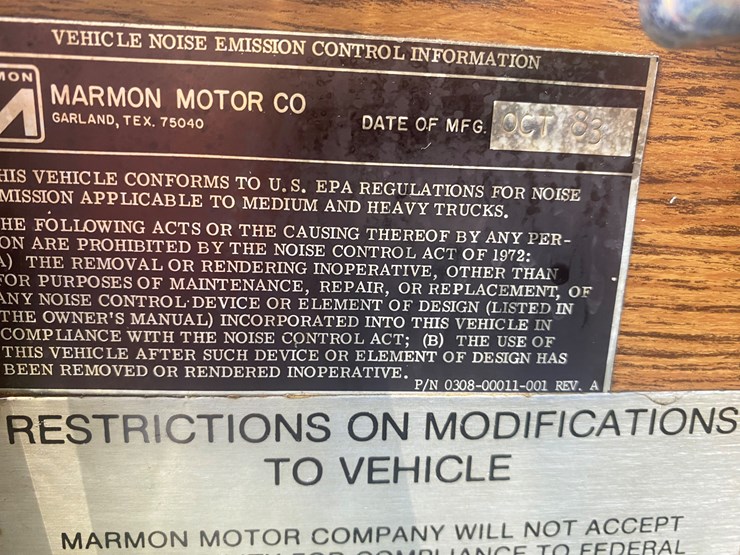 VEHICLE NOISE EMISSION CONTROL INFORMATION
MON
MARMON MOTOR CO
GARLAND, TEX. 75040
DATE OF MFG. OCT 83
HIS VEHICLE CONFORMS TO U.S. EPA REGULATIONS FOR NOISE
MISSION APPLICABLE TO MEDIUM AND HEAVY TRUCKS.
HE FOLLOWING ACTS OR THE CAUSING THEREOF BY ANY PER-
ON ARE PROHIBITED BY THE NOISE CONTROL ACT OF 1972:
A) THE REMOVAL OR RENDERING INOPERATIVE, OTHER THAN
FOR PURPOSES OF MAINTENANCE, REPAIR, OR REPLACEMENT, OF
ANY NOISE CONTROL DEVICE OR ELEMENT OF DESIGN (LISTED IN
THE OWNER'S MANUAL) INCORPORATED INTO THIS VEHICLE IN
COMPLIANCE WITH THE NOISE CONTROL ACT; (B) THE USE OF
THIS VEHICLE AFTER SUCH DEVICE OR ELEMENT OF DESIGN HAS
BEEN REMOVED OR RENDERED INOPERATIVE.
P/N 0308-00011-001 REV. A
RESTRICTIONS ON MODIFICATIONS
TO VEHICLE
MARMON MOTOR COMPANY WILL NOT ACCEPT
FOR COMPLIANCE TO FEDERAL